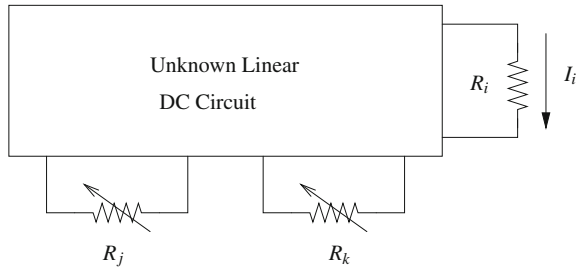 Unknown Linear
DC Circuit
R_i
I_i
R_j
R_k